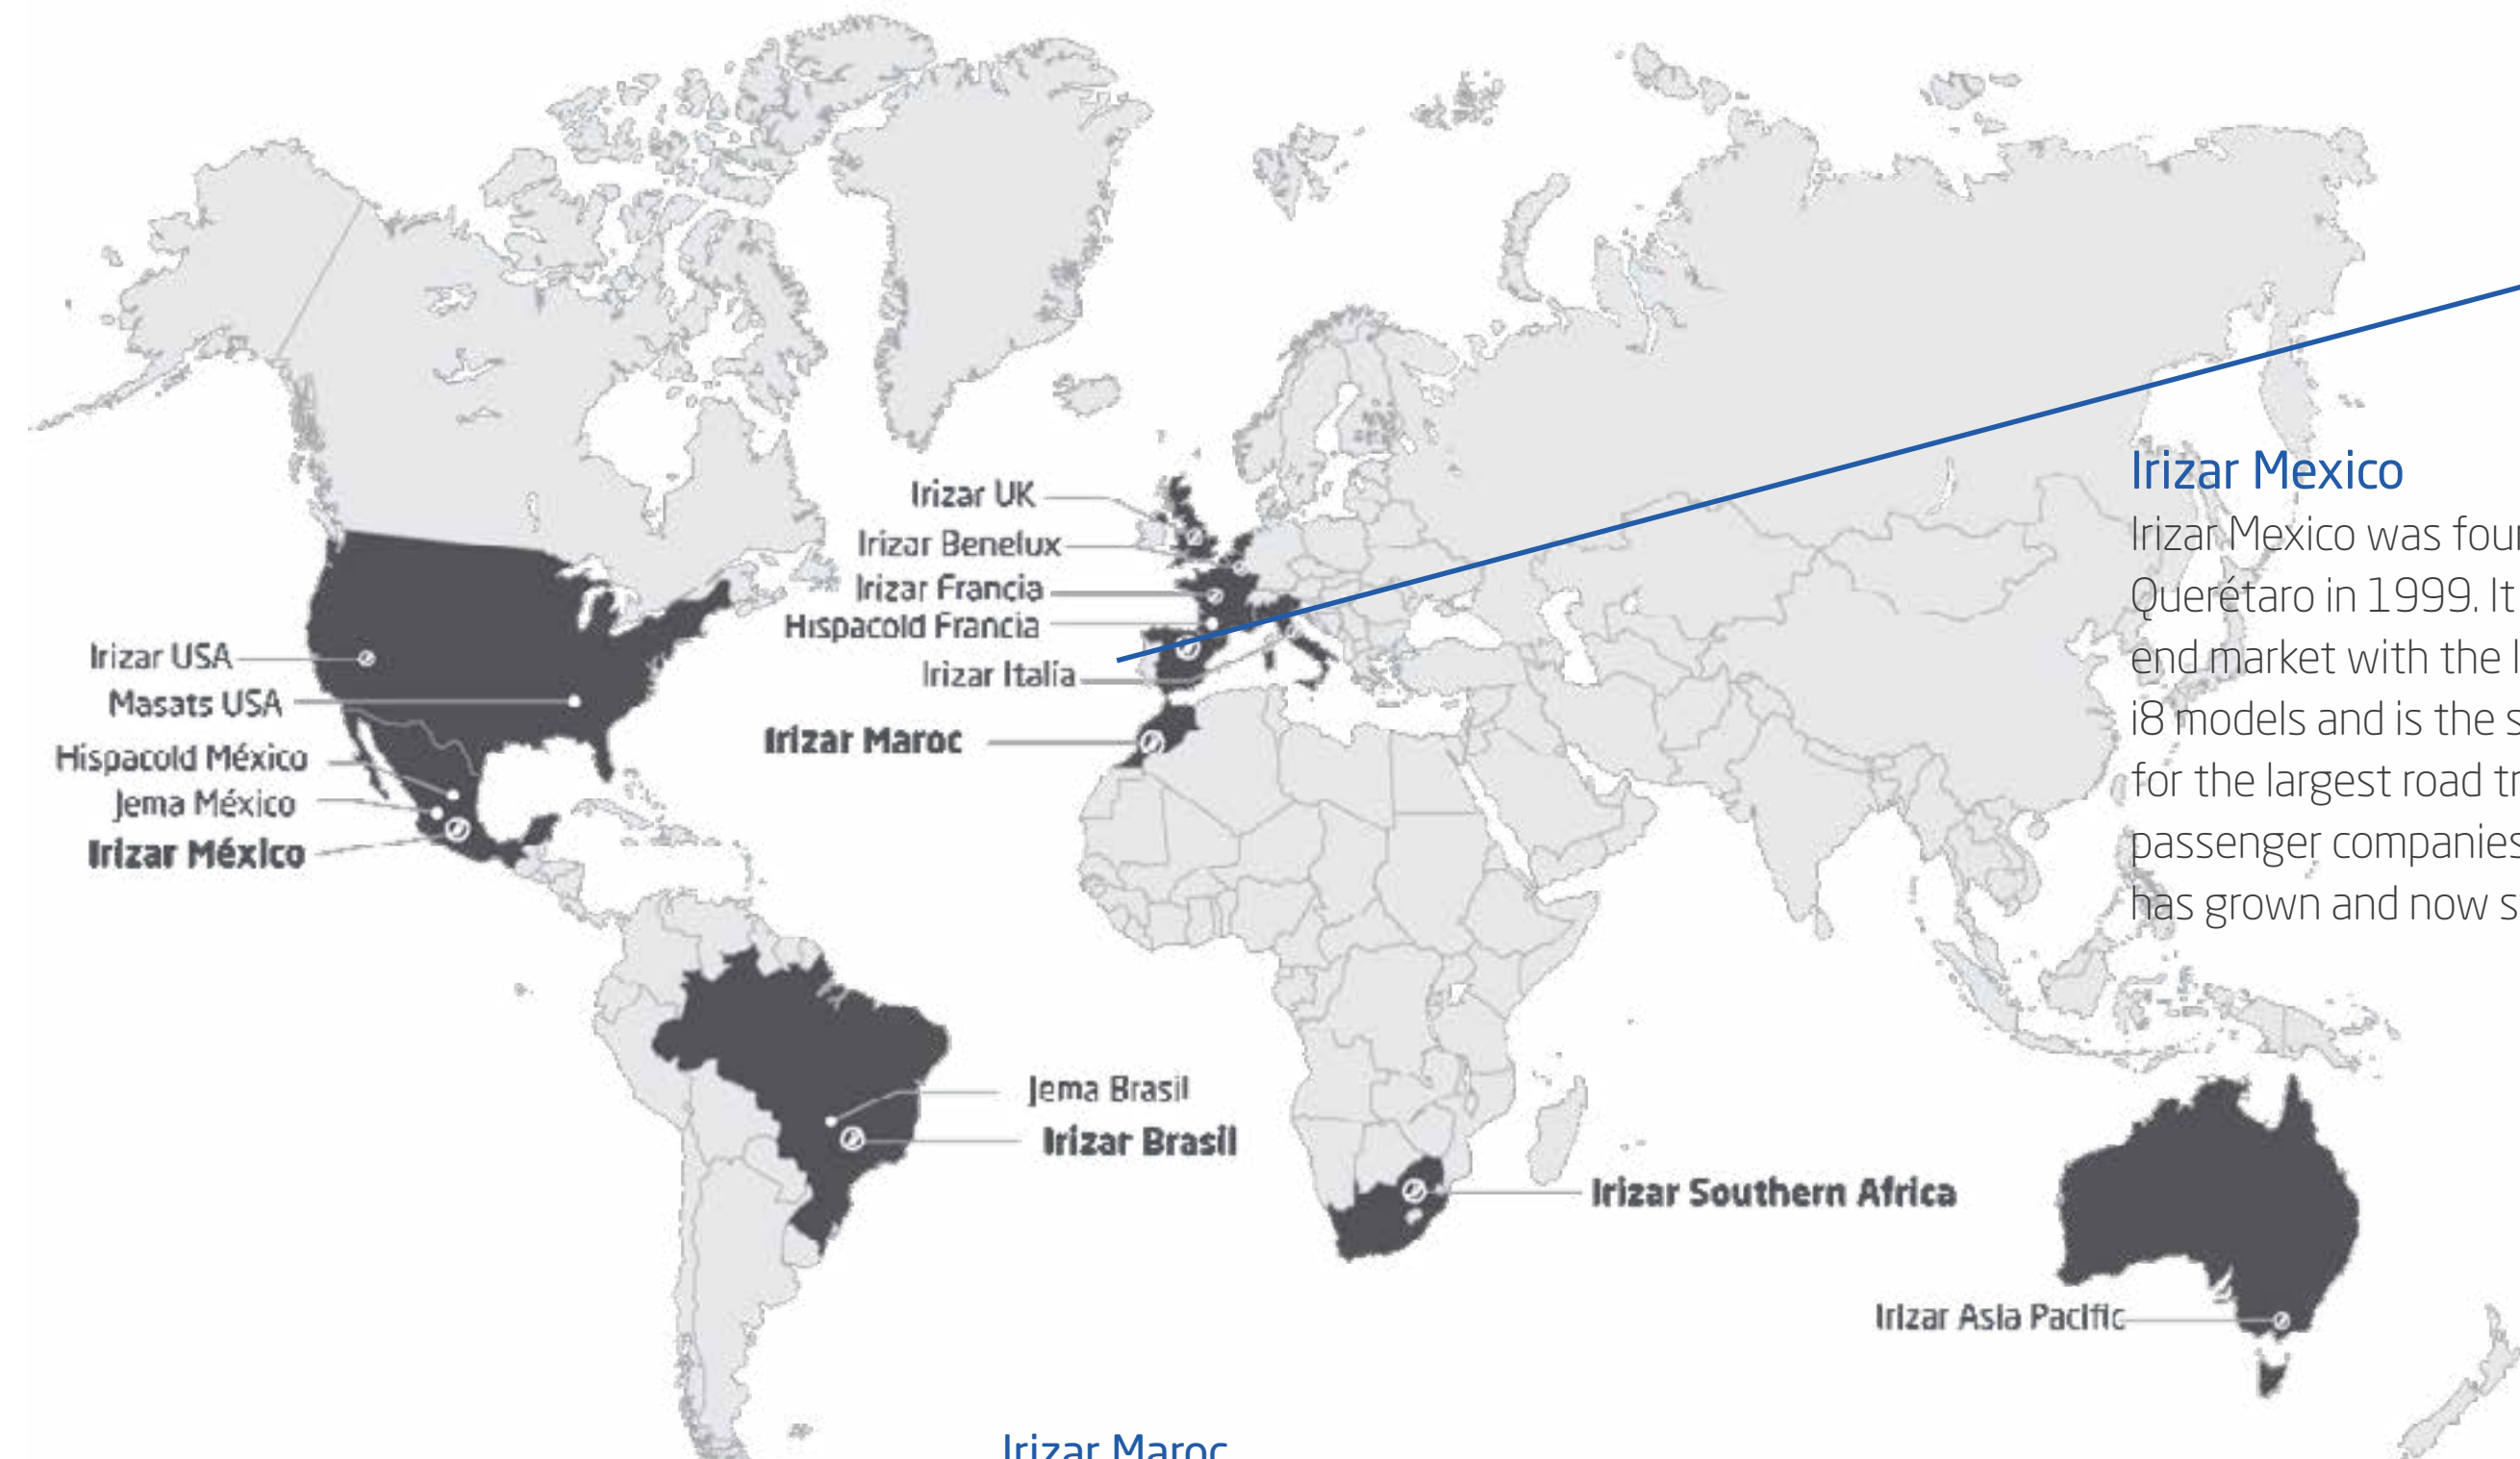 Irizar UK
Irizar Benelux
Irizar Francia
Hispacold Francia
Irizar Italia
Irizar Maroc
Irizar USA
Masats USA
Hispacold México
Jema México
Irizar México
Jema Brasil
Irizar Brasil
Irizar Southern Africa
Irizar Asia Pacific
Irizar Mexico
Irizar Mexico was
Querétaro in 1999. It
end market with the
i8 models and is the
for the largest road
passenger companies
has grown and now
Irizar Maroc